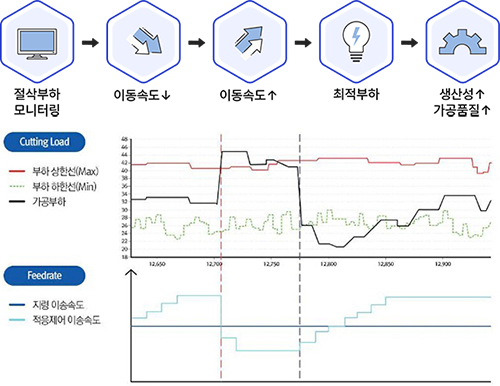 절삭부하
모니터링
이동속도↓
이동속도↑
최적부하
생산성↑
가공품질↑
Cutting Load
부하 상한선(Max)
부하 하한선(Min)
가공부하
48
46
44
42
40
38
36
34
32
30
28
26
24
22
20
18
12,650
12,700
12,750
12,800
12,850
12,900
Feedrate
지령 이송속도
적응제어 이송속도